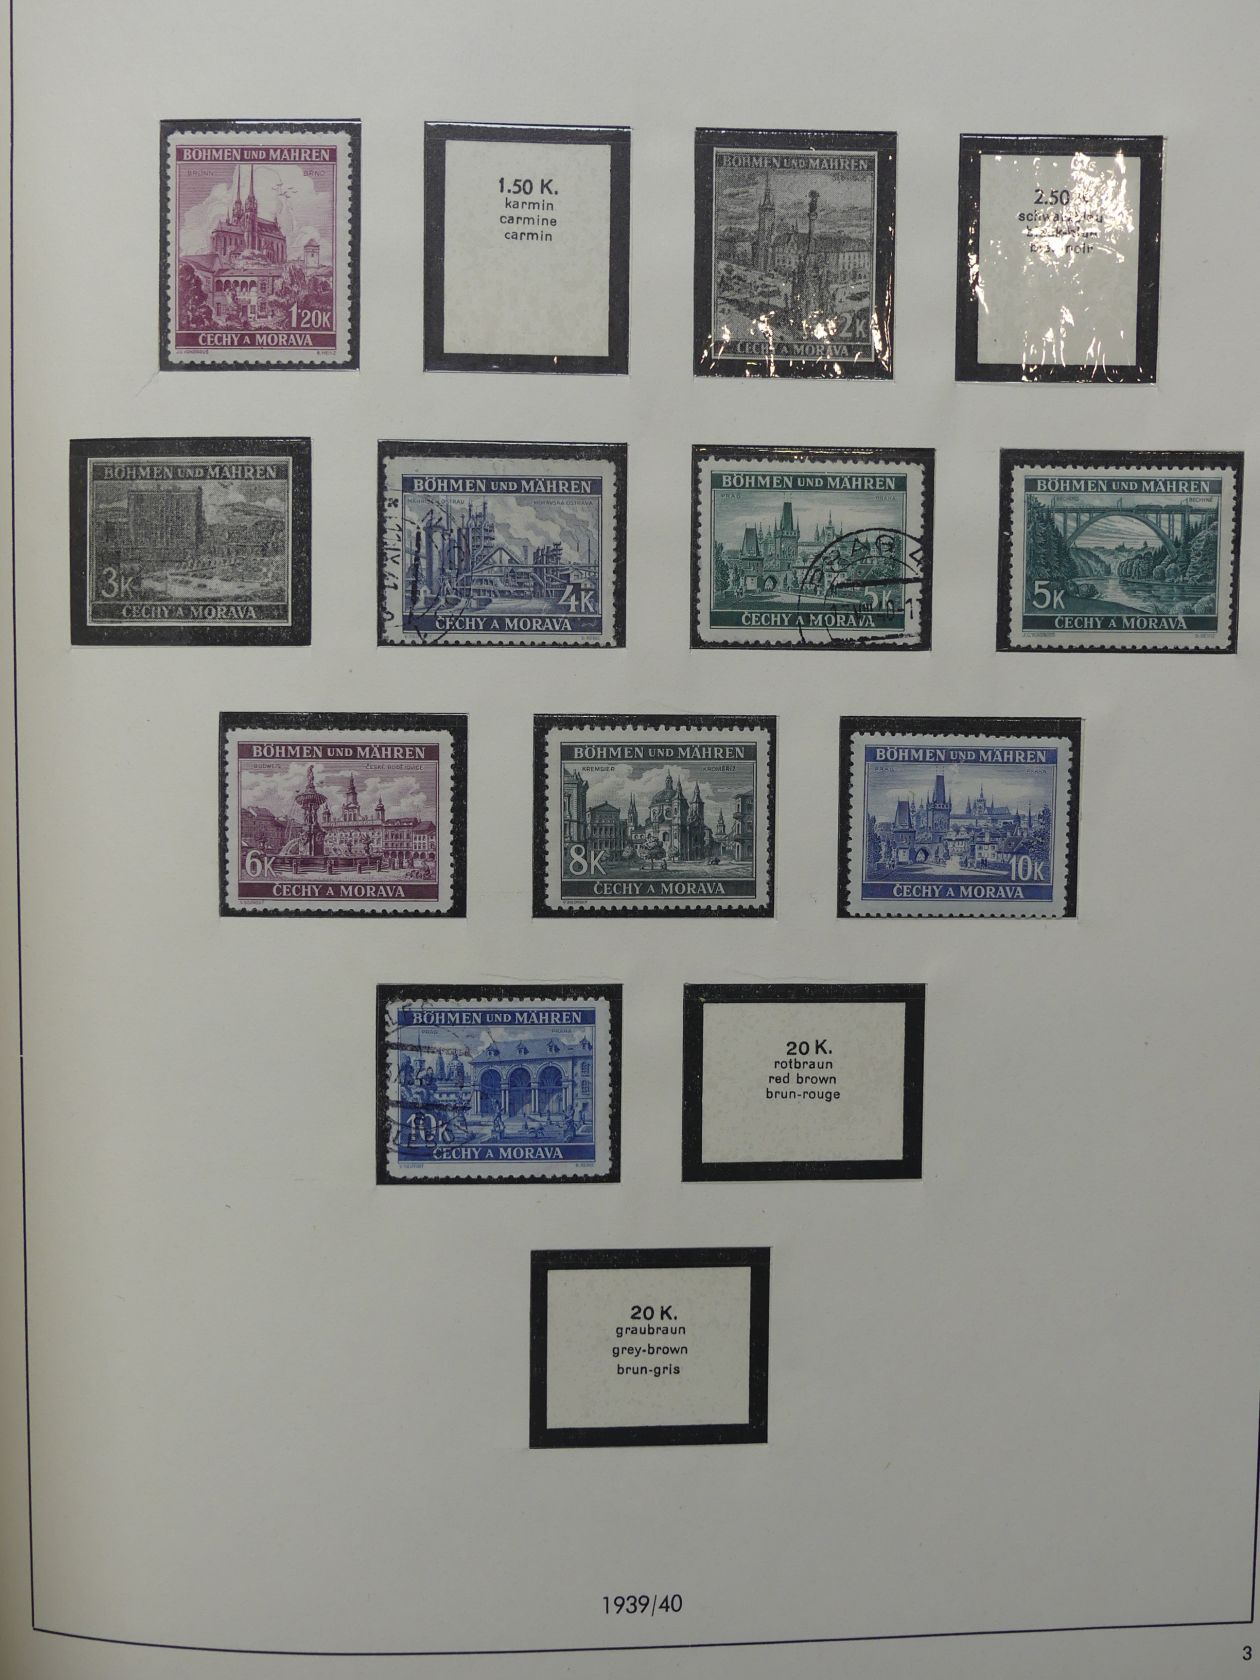 BÖHMEN UND MÄHREN
BRÜNN BRNO
1'20K
ČECHY A MORAVA
1.50 K.
karmin
carmine
carmin
BÖHMEN UND MÄHREN
2K
ČECHY A MORAVA
2.50
BÖHMEN UND MÄHREN
3K
ČECHY A MORAVA
BÖHMEN UND MÄHREN
MÄHRISCH OSTRAU MORAVSKÁ OSTRAVA
4K
ČECHY A MORAVA
BÖHMEN UND MÄHREN
PRAG PRAHA
5K
ČECHY A MORAVA
BÖHMEN UND MÄHREN
BECHIN BECHYNĚ
5K
ČECHY A MORAVA
BÖHMEN UND MÄHREN
BUDWEIS ČESKÉ BUDĚJOVICE
6K
ČECHY A MORAVA
BÖHMEN UND MÄHREN
KREMSIER KROMĚŘÍŽ
8K
ČECHY A MORAVA
BÖHMEN UND MÄHREN
PRAG PRAHA
10K
ČECHY A MORAVA
BÖHMEN UND MÄHREN
PRAG PRAHA
10K
ČECHY A MORAVA
20 K.
rotbraun
red brown
brun-rouge
20 K.
graubraun
grey-brown
brun-gris
1939/40
3